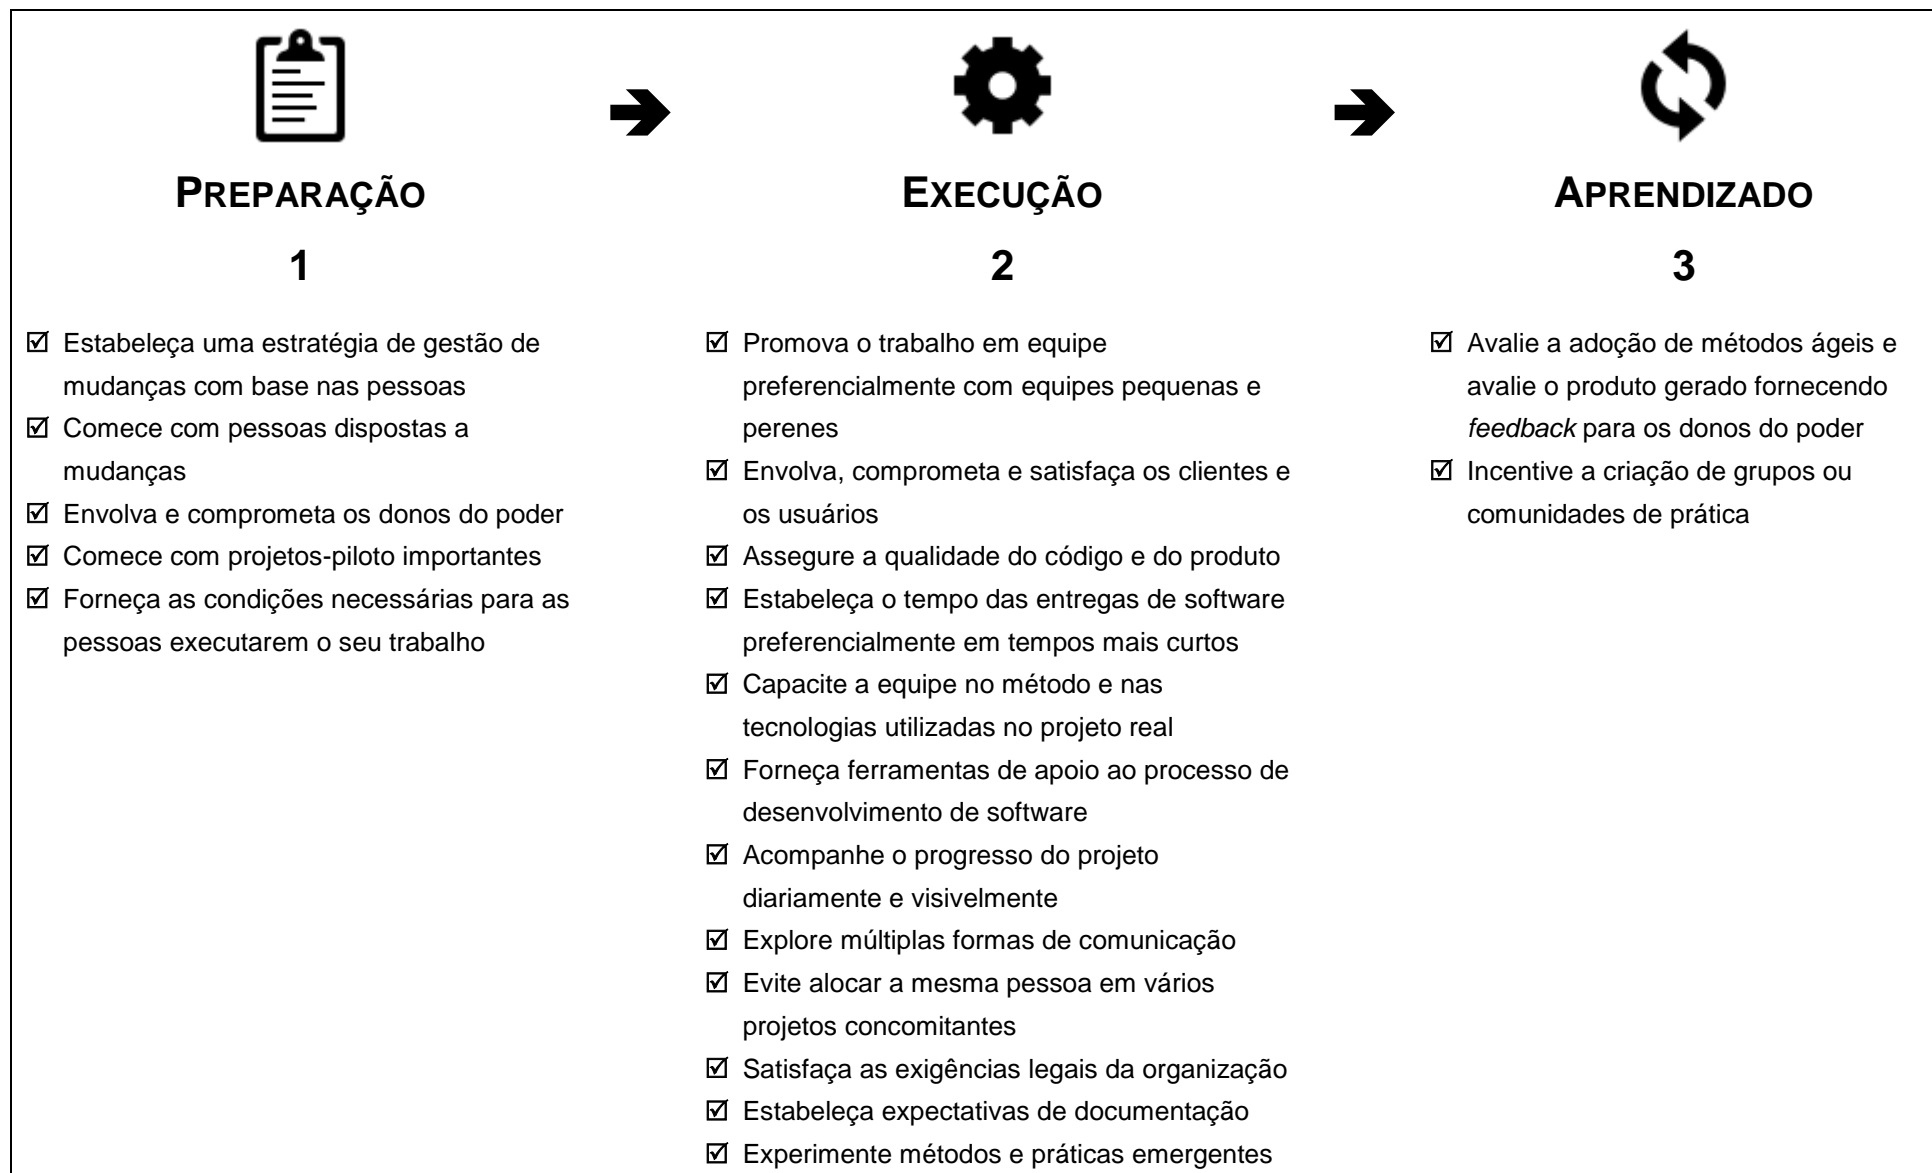 PREPARAÇÃO
1
Estabeleça uma estratégia de gestão de
mudanças com base nas pessoas
Comece com pessoas dispostas a
mudanças
Envolva e comprometa os donos do poder
Comece com projetos-piloto importantes
Forneça as condições necessárias para as
pessoas executarem o seu trabalho
EXECUÇÃO
2
Promova o trabalho em equipe
preferencialmente com equipes pequenas e
perenes
Envolva, comprometa e satisfaça os clientes e
os usuários
Assegure a qualidade do código e do produto
Estabeleça o tempo das entregas de software
preferencialmente em tempos mais curtos
Capacite a equipe no método e nas
tecnologias utilizadas no projeto real
Forneça ferramentas de apoio ao processo de
desenvolvimento de software
Acompanhe o progresso do projeto
diariamente e visivelmente
Explore múltiplas formas de comunicação
Evite alocar a mesma pessoa em vários
projetos concomitantes
Satisfaça as exigências legais da organização
Estabeleça expectativas de documentação
Experimente métodos e práticas emergentes
APRENDIZADO
3
Avalie a adoção de métodos ágeis e
avalie o produto gerado fornecendo
feedback para os donos do poder
Incentive a criação de grupos ou
comunidades de prática